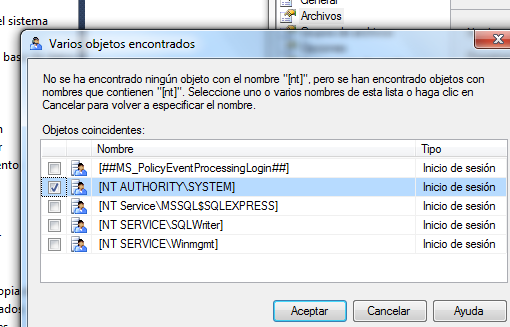 el sistema
General
Archivos
Varios objetos encontrados
No se ha encontrado ningún objeto con el nombre "[nt]", pero se han encontrado objetos con
nombres que contienen "[nt]". Seleccione uno o varios nombres de esta lista o haga clic en
Cancelar para volver a especificar el nombre.
Objetos coincidentes:
Nombre Tipo
[##MS_PolicyEventProcessingLogin##] Inicio de sesión
[NT AUTHORITY\SYSTEM] Inicio de sesión
[NT Service\MSSQL$SQLEXPRESS] Inicio de sesión
[NT SERVICE\SQLWriter] Inicio de sesión
[NT SERVICE\Winmgmt] Inicio de sesión
Aceptar Cancelar Ayuda